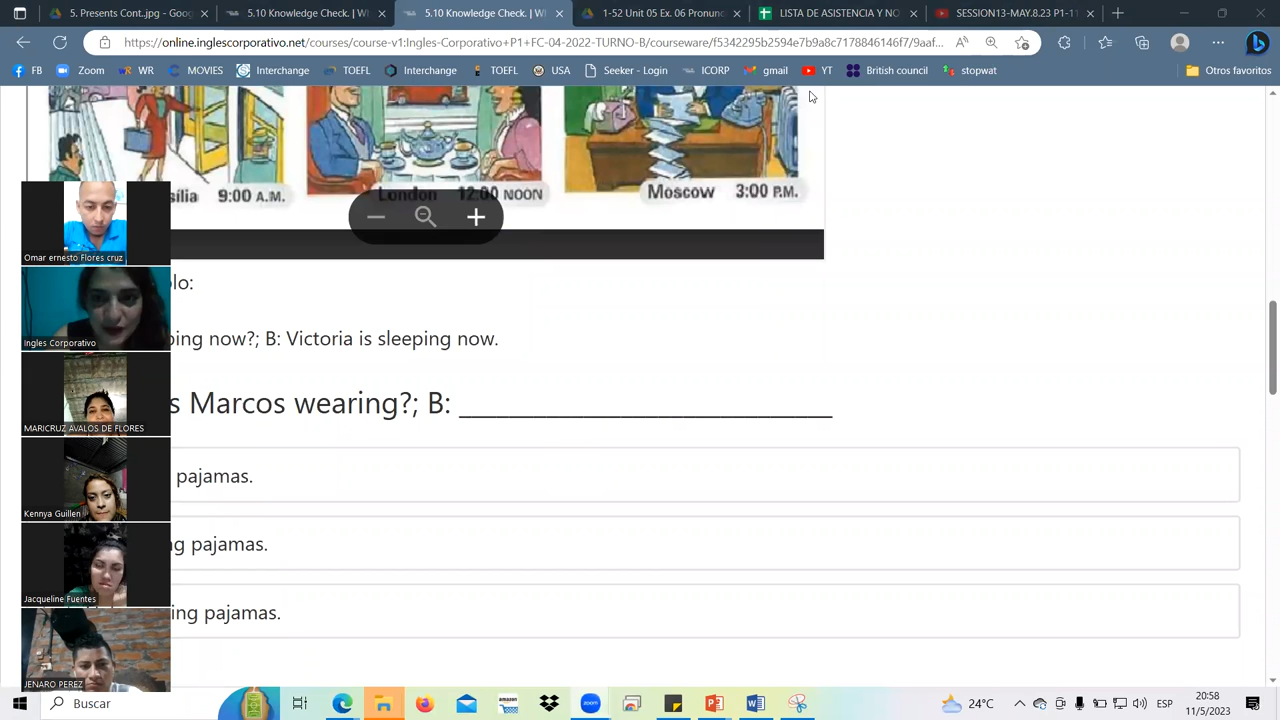 5. Presents Cont.jpg - Goog
5.10 Knowledge Check. | Wh
5.10 Knowledge Check. | Wh
1-52 Unit 05 Ex. 06 Pronunc
LISTA DE ASISTENCIA Y NO
SESSION13-MAY.8.23 P1-11
https://online.inglescorporativo.net/courses/course-v1:Ingles-Corporativo+P1+FC-04-2022-TURNO-B/courseware/f5342295b2594e7b9a8c7178846146f7/9aaf...
FB
Zoom
WR
MOVIES
Interchange
TOEFL
Interchange
TOEFL
USA
Seeker - Login
ICORP
gmail
YT
British council
stopwat
Otros favoritos
sília 9:00 A.M.
London 12:00 NOON
Moscow 3:00 P.M.
Omar ernesto Flores cruz
lo:
Ingles Corporativo
ping now?; B: Victoria is sleeping now.
s Marcos wearing?; B: ___________________________
MARICRUZ AVALOS DE FLORES
pajamas.
Kennya Guillen
ng pajamas.
Jacqueline Fuentes
ing pajamas.
JENARO PEREZ
Buscar
24°C
ESP
20:58
11/5/2023